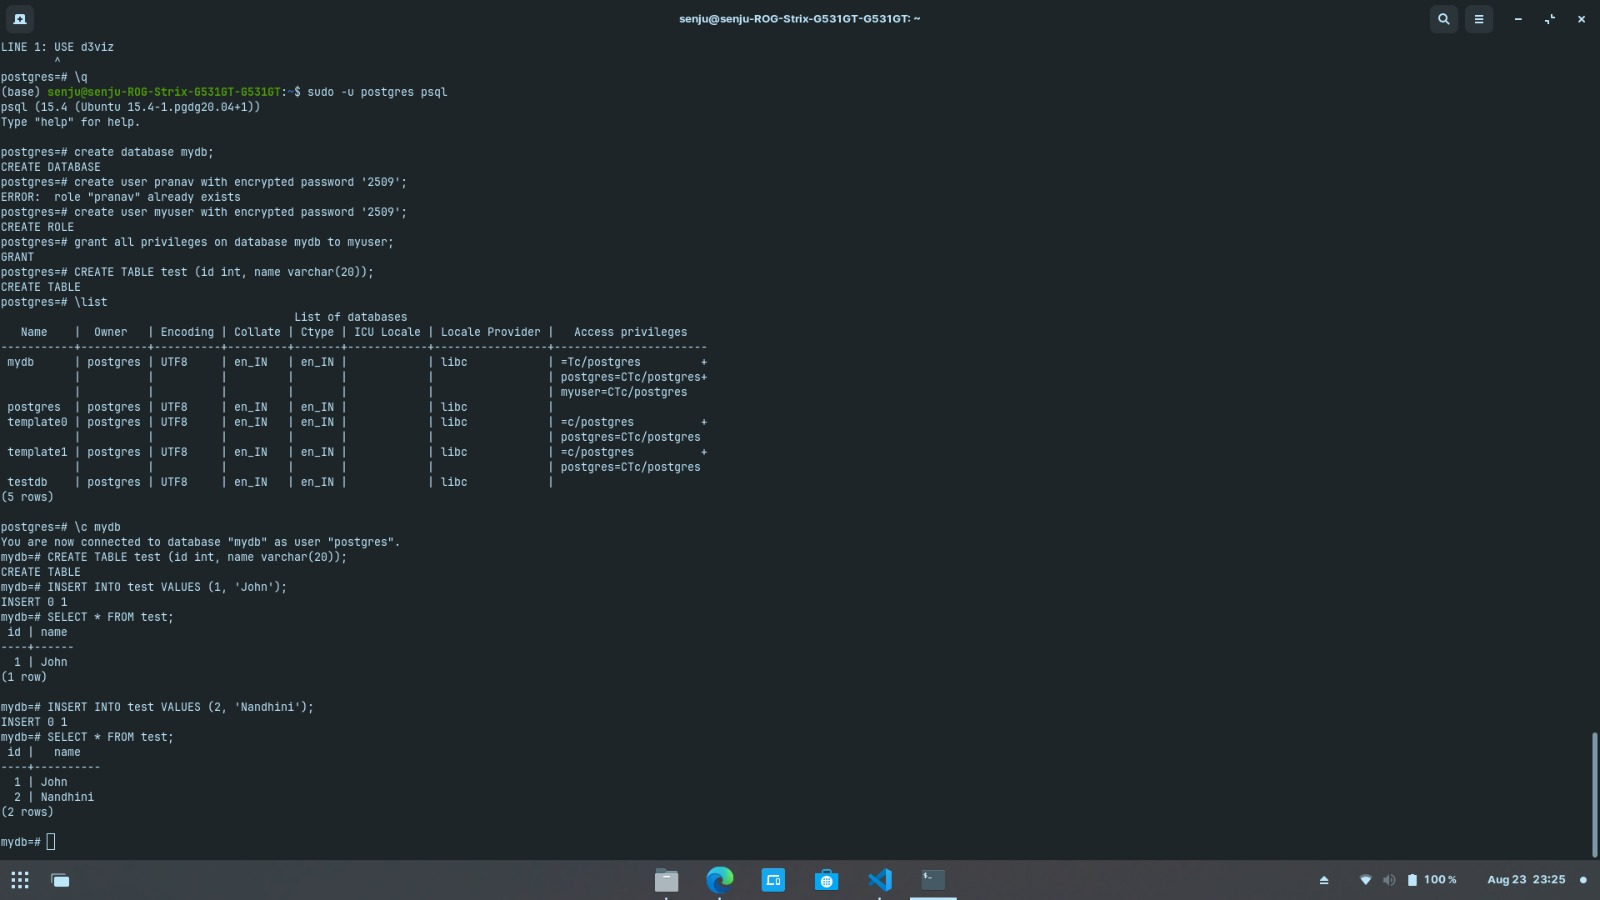 senju@senju-ROG-Strix-G531GT-G531GT: ~
LINE 1: USE d3viz
^
postgres=# \q
(base) senju@senju-ROG-Strix-G531GT-G531GT:~$ sudo -u postgres psql
psql (15.4 (Ubuntu 15.4-1.pgdg20.04+1))
Type "help" for help.
postgres=# create database mydb;
CREATE DATABASE
postgres=# create user pranav with encrypted password '2509';
ERROR:  role "pranav" already exists
postgres=# create user myuser with encrypted password '2509';
CREATE ROLE
postgres=# grant all privileges on database mydb to myuser;
GRANT
postgres=# CREATE TABLE test (id int, name varchar(20));
CREATE TABLE
postgres=# \list
List of databases
Name    |  Owner   | Encoding | Collate | Ctype | ICU Locale | Locale Provider |   Access privileges
-----------+----------+----------+---------+-------+------------+-----------------+-----------------------
mydb      | postgres | UTF8     | en_IN   | en_IN |            | libc            | =Tc/postgres         +
|          |          |         |       |            |                 | postgres=CTc/postgres+
|          |          |         |       |            |                 | myuser=CTc/postgres
postgres  | postgres | UTF8     | en_IN   | en_IN |            | libc            |
template0 | postgres | UTF8     | en_IN   | en_IN |            | libc            | =c/postgres          +
|          |          |         |       |            |                 | postgres=CTc/postgres
template1 | postgres | UTF8     | en_IN   | en_IN |            | libc            | =c/postgres          +
|          |          |         |       |            |                 | postgres=CTc/postgres
testdb    | postgres | UTF8     | en_IN   | en_IN |            | libc            |
(5 rows)
postgres=# \c mydb
You are now connected to database "mydb" as user "postgres".
mydb=# CREATE TABLE test (id int, name varchar(20));
CREATE TABLE
mydb=# INSERT INTO test VALUES (1, 'John');
INSERT 0 1
mydb=# SELECT * FROM test;
id | name
----+------
1 | John
(1 row)
mydb=# INSERT INTO test VALUES (2, 'Nandhini');
INSERT 0 1
mydb=# SELECT * FROM test;
id |   name
----+----------
1 | John
2 | Nandhini
(2 rows)
mydb=#
100 % Aug 23 23:25